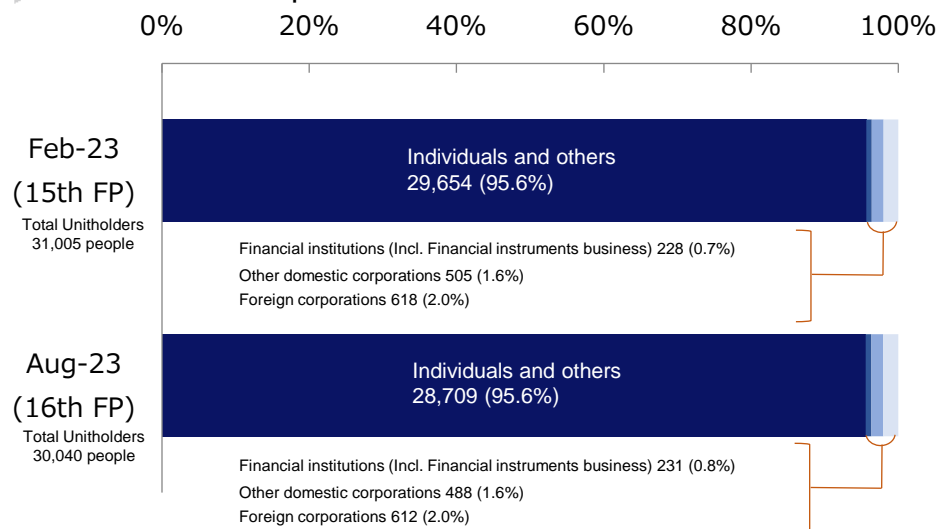 0% 20% 40% 60% 80% 100%
Feb-23
(15th FP)
Total Unitholders
31,005 people
Individuals and others
29,654 (95.6%)
Financial institutions (Incl. Financial instruments business) 228 (0.7%)
Other domestic corporations 505 (1.6%)
Foreign corporations 618 (2.0%)
Aug-23
(16th FP)
Total Unitholders
30,040 people
Individuals and others
28,709 (95.6%)
Financial institutions (Incl. Financial instruments business) 231 (0.8%)
Other domestic corporations 488 (1.6%)
Foreign corporations 612 (2.0%)